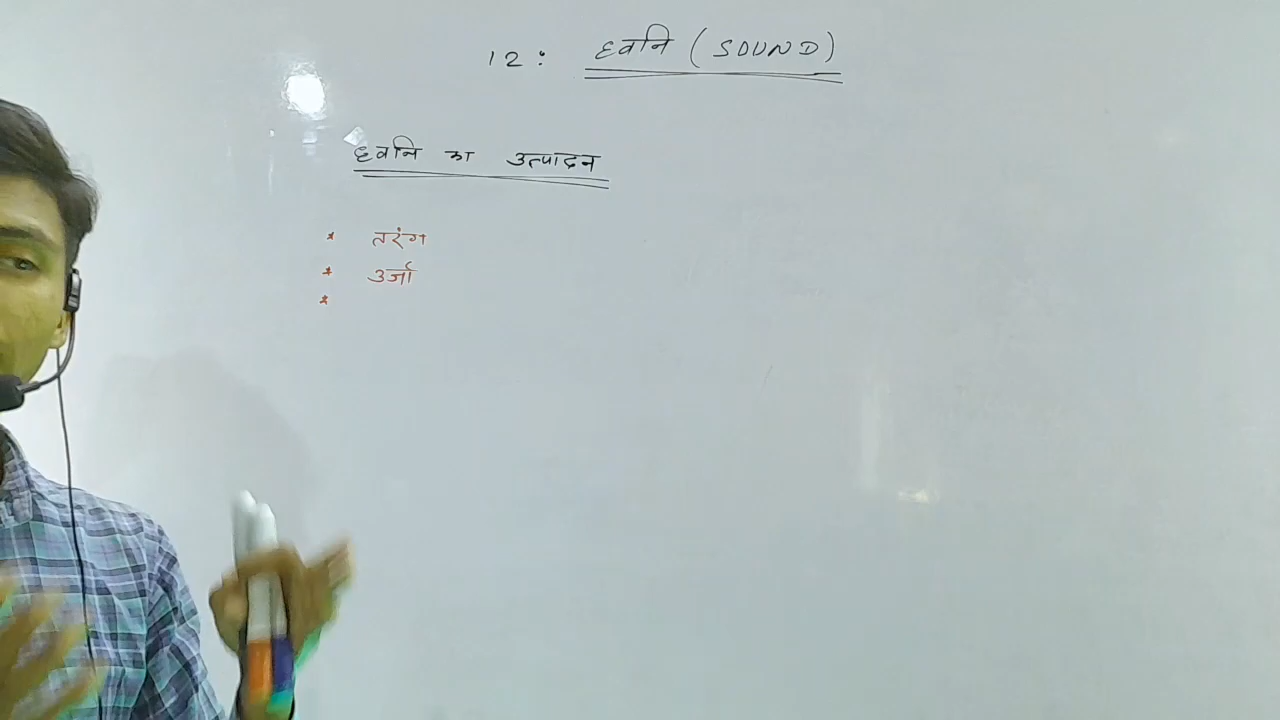 12: ध्वनि (SOUND)
ध्वनि का उत्पादन
* तरंग
* उर्जा
*